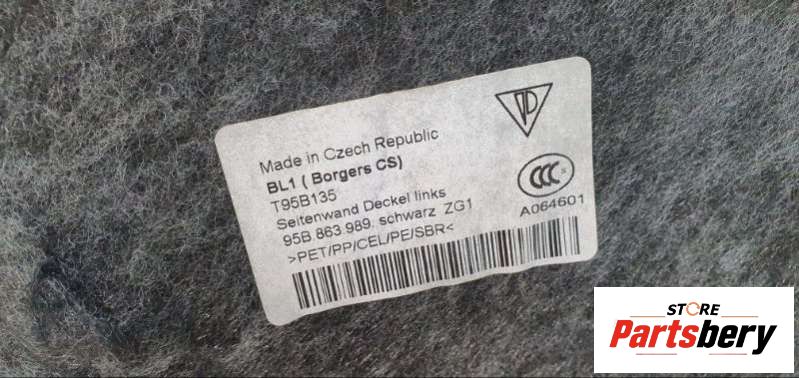 Made in Czech Republic
BL1 ( Borgers CS)
T95B135
Seitenwand Deckel links
95B.863.989. schwarz ZG1
>PET/PP/CEL/PE/SBR<
CCC
A064601
STORE
Partsbery